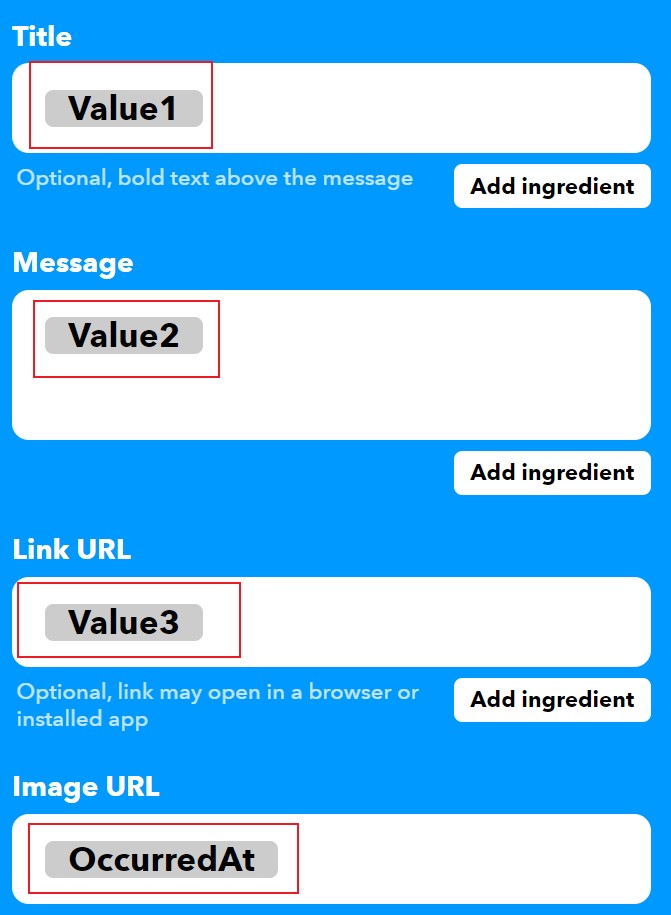 Title
Value1
Optional, bold text above the message
Add ingredient
Message
Value2
Add ingredient
Link URL
Value3
Optional, link may open in a browser or
installed app
Add ingredient
Image URL
OccurredAt